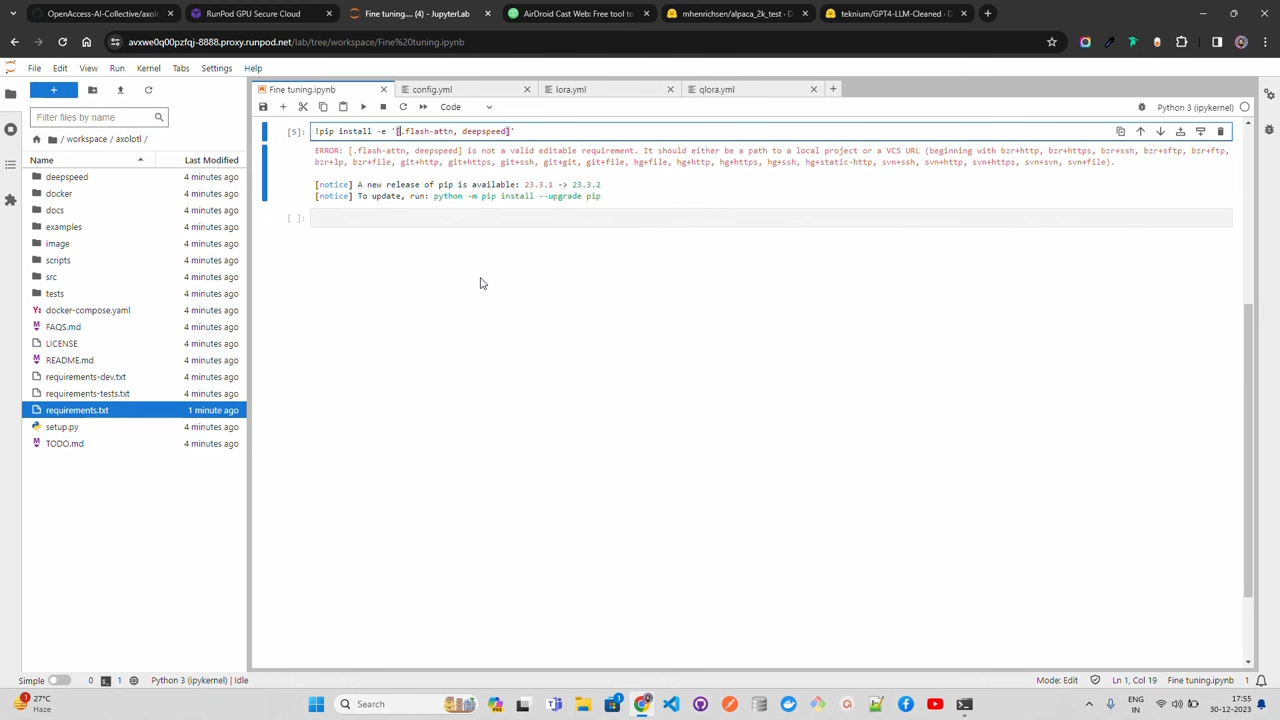 OpenAccess-AI-Collective/axolo
RunPod GPU Secure Cloud
Fine tuning.... (4) - JupyterLab
AirDroid Cast Web: Free tool to
mhenrichsen/alpaca_2k_test · D
teknium/GPT4-LLM-Cleaned · D
avxwe0q00pzfqj-8888.proxy.runpod.net/lab/tree/workspace/Fine%20tuning.ipynb
File Edit View Run Kernel Tabs Settings Help
Fine tuning.ipynb
config.yml
lora.yml
qlora.yml
Code
Python 3 (ipykernel)
Filter files by name
/ workspace / axolotl /
Name Last Modified
deepspeed 4 minutes ago
docker 4 minutes ago
docs 4 minutes ago
examples 4 minutes ago
image 4 minutes ago
scripts 4 minutes ago
src 4 minutes ago
tests 4 minutes ago
docker-compose.yaml 4 minutes ago
FAQS.md 4 minutes ago
LICENSE 4 minutes ago
README.md 4 minutes ago
requirements-dev.txt 4 minutes ago
requirements-tests.txt 4 minutes ago
requirements.txt 1 minute ago
setup.py 4 minutes ago
TODO.md 4 minutes ago
[5]: !pip install -e '[.flash-attn, deepspeed]'
ERROR: [.flash-attn, deepspeed] is not a valid editable requirement. It should either be a path to a local project or a VCS URL (beginning with bzr+http, bzr+https, bzr+ssh, bzr+sftp, bzr+ftp,
bzr+lp, bzr+file, git+http, git+https, git+ssh, git+git, git+file, hg+file, hg+http, hg+https, hg+ssh, hg+static-http, svn+ssh, svn+http, svn+https, svn+svn, svn+file).
[notice] A new release of pip is available: 23.3.1 -> 23.3.2
[notice] To update, run: python -m pip install --upgrade pip
[ ]:
Simple 0 1 Python 3 (ipykernel) | Idle
Mode: Edit Ln 1, Col 19 Fine tuning.ipynb 1
27°C
Haze
Search
ENG
IN
17:55
30-12-2023